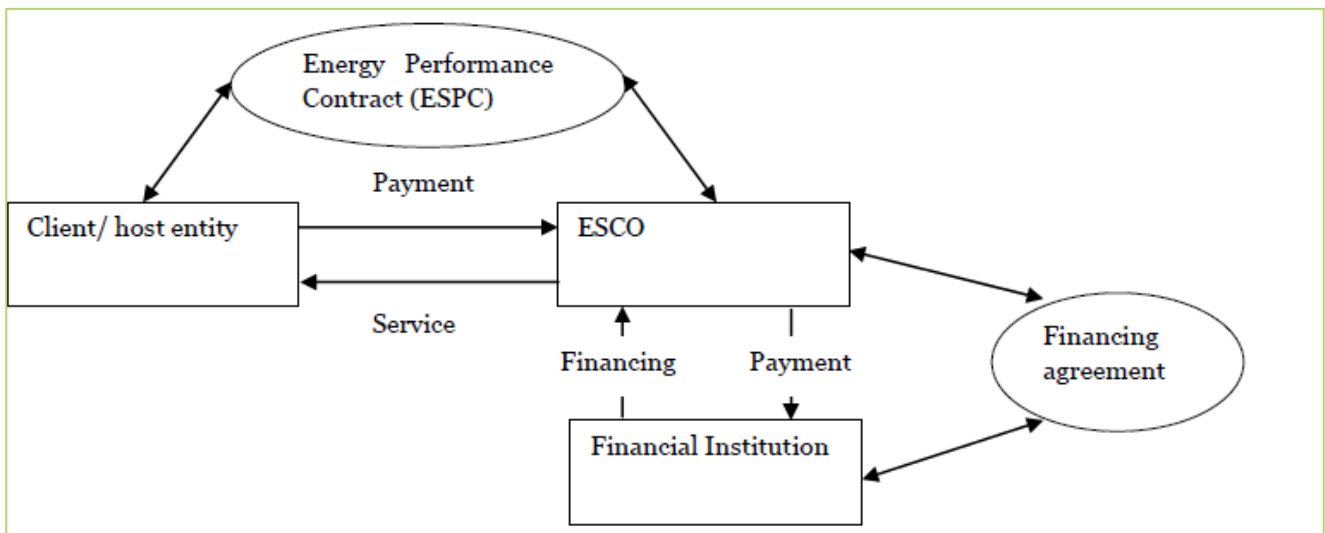 Energy Performance
Contract (ESPC)
Payment
Client/ host entity
ESCO
Service
Financing
Payment
Financing
agreement
Financial Institution